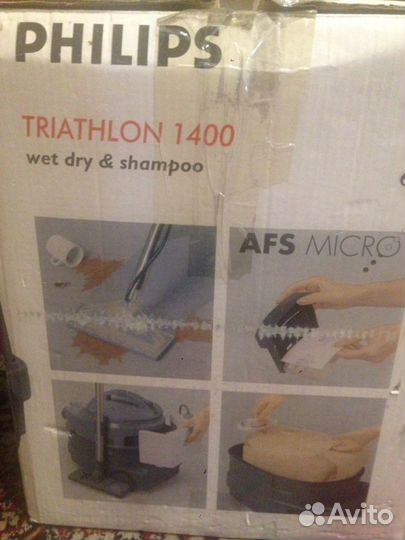 PHILIPS
TRIATHLON 1400
wet dry & shampoo
AFS MICRO
Avito